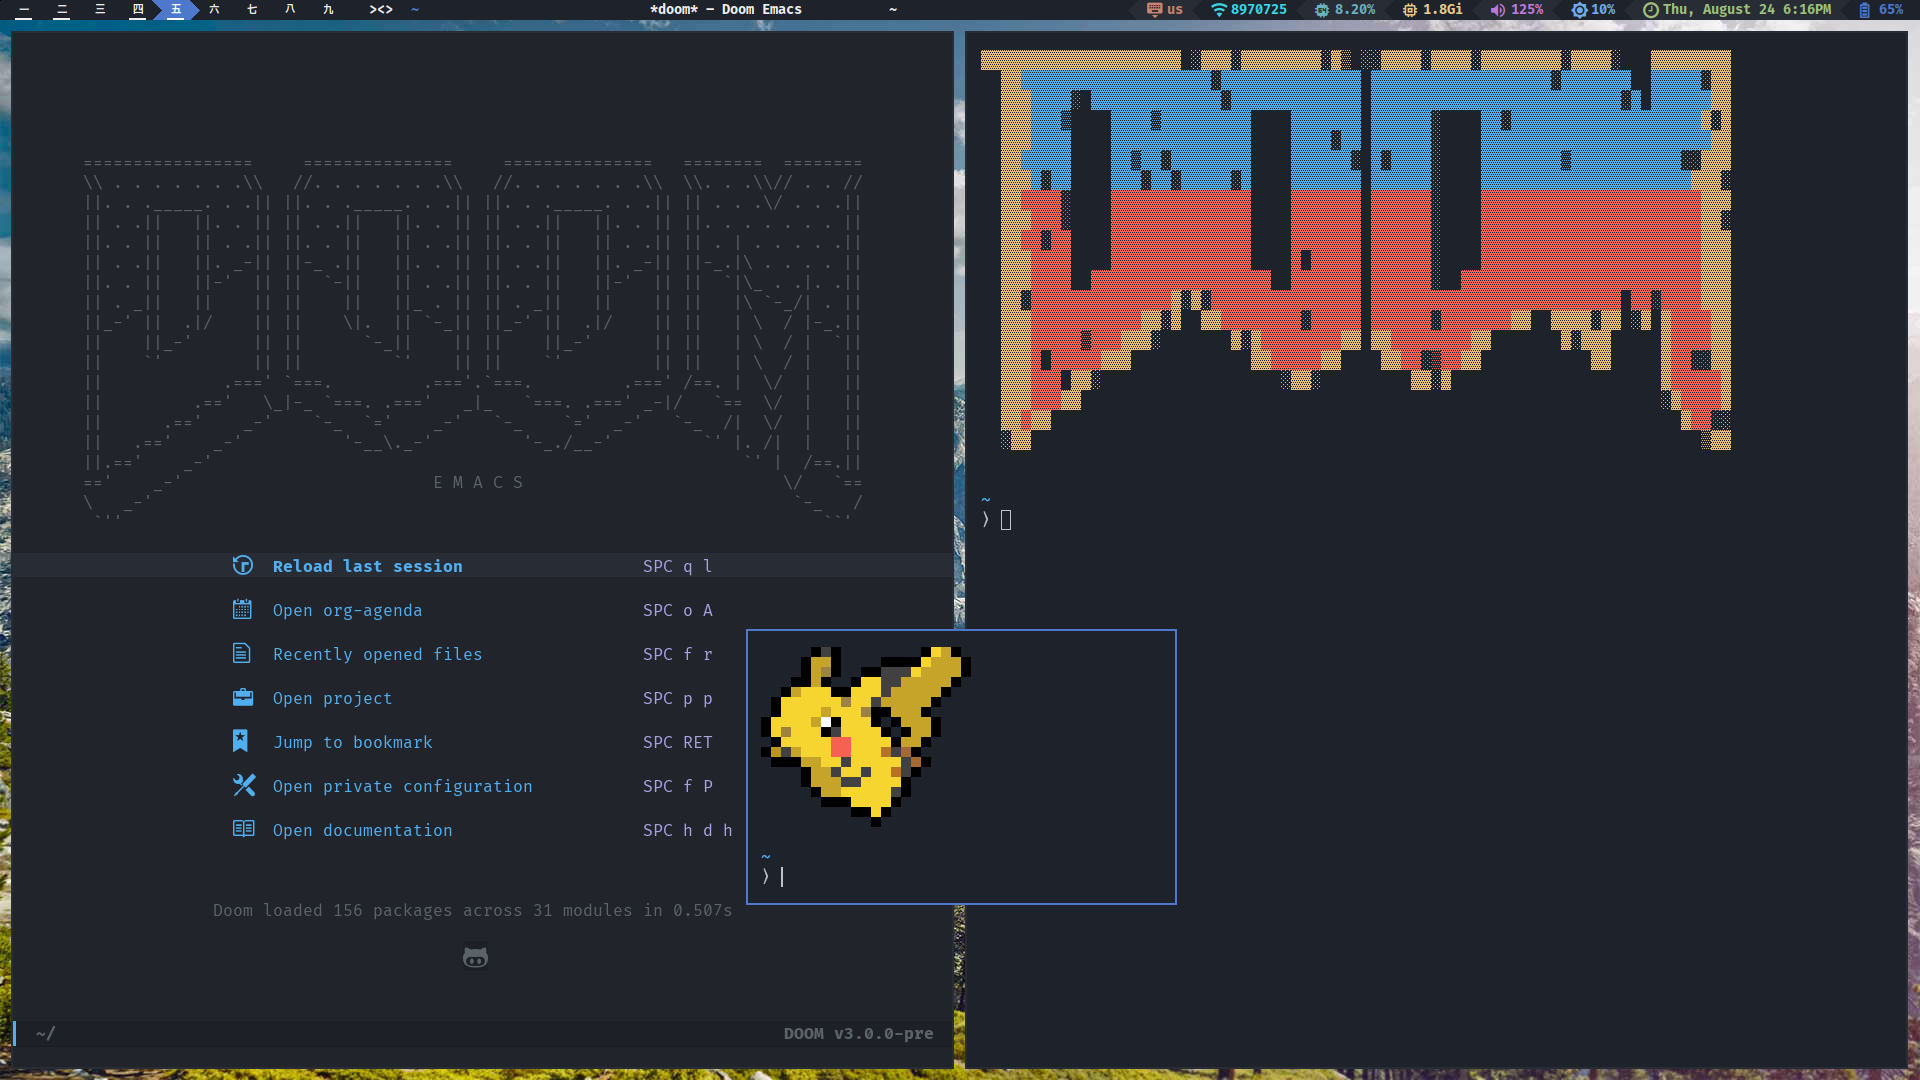 一 二 三 四 五 六 七 八 九 ><> ~ *doom* – Doom Emacs ~ us 8970725 8.20% 1.8Gi 125% 10% Thu, August 24 6:16PM 65%
E M A C S
Reload last session SPC q l
Open org-agenda SPC o A
Recently opened files SPC f r
Open project SPC p p
Jump to bookmark SPC RET
Open private configuration SPC f P
Open documentation SPC h d h
Doom loaded 156 packages across 31 modules in 0.507s
~/ DOOM v3.0.0-pre
DOOM
~
⟩
~
⟩